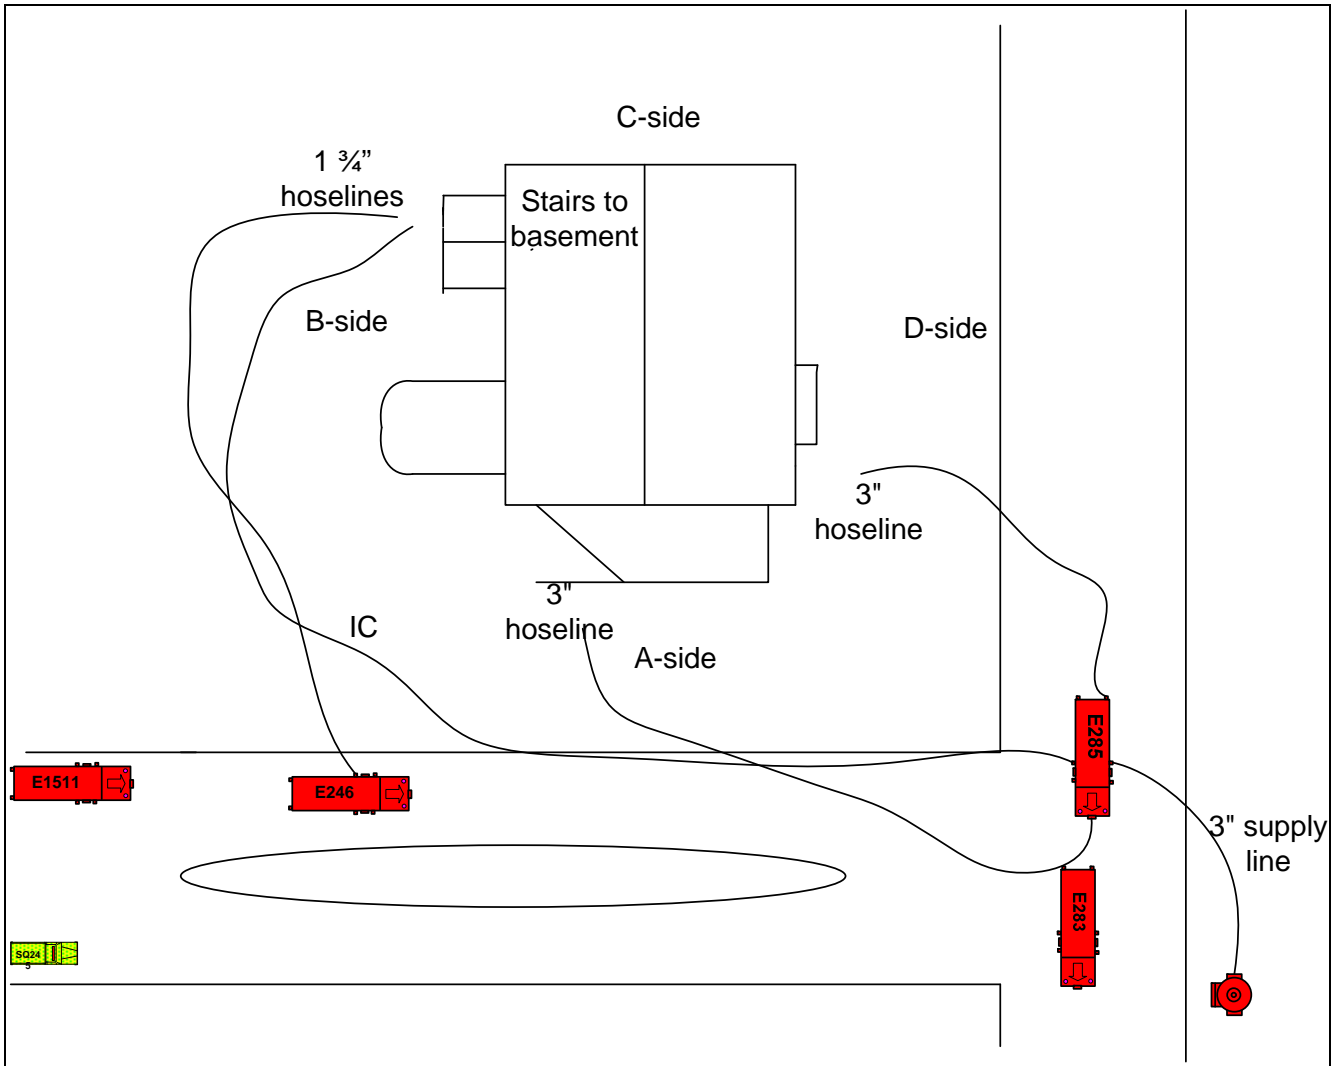 C-side
1 ¾”
hoselines
Stairs to
basement
B-side
D-side
3"
hoseline
3"
hoseline
IC
A-side
E285
E1511
E246
3" supply
line
E283
SQ24
5